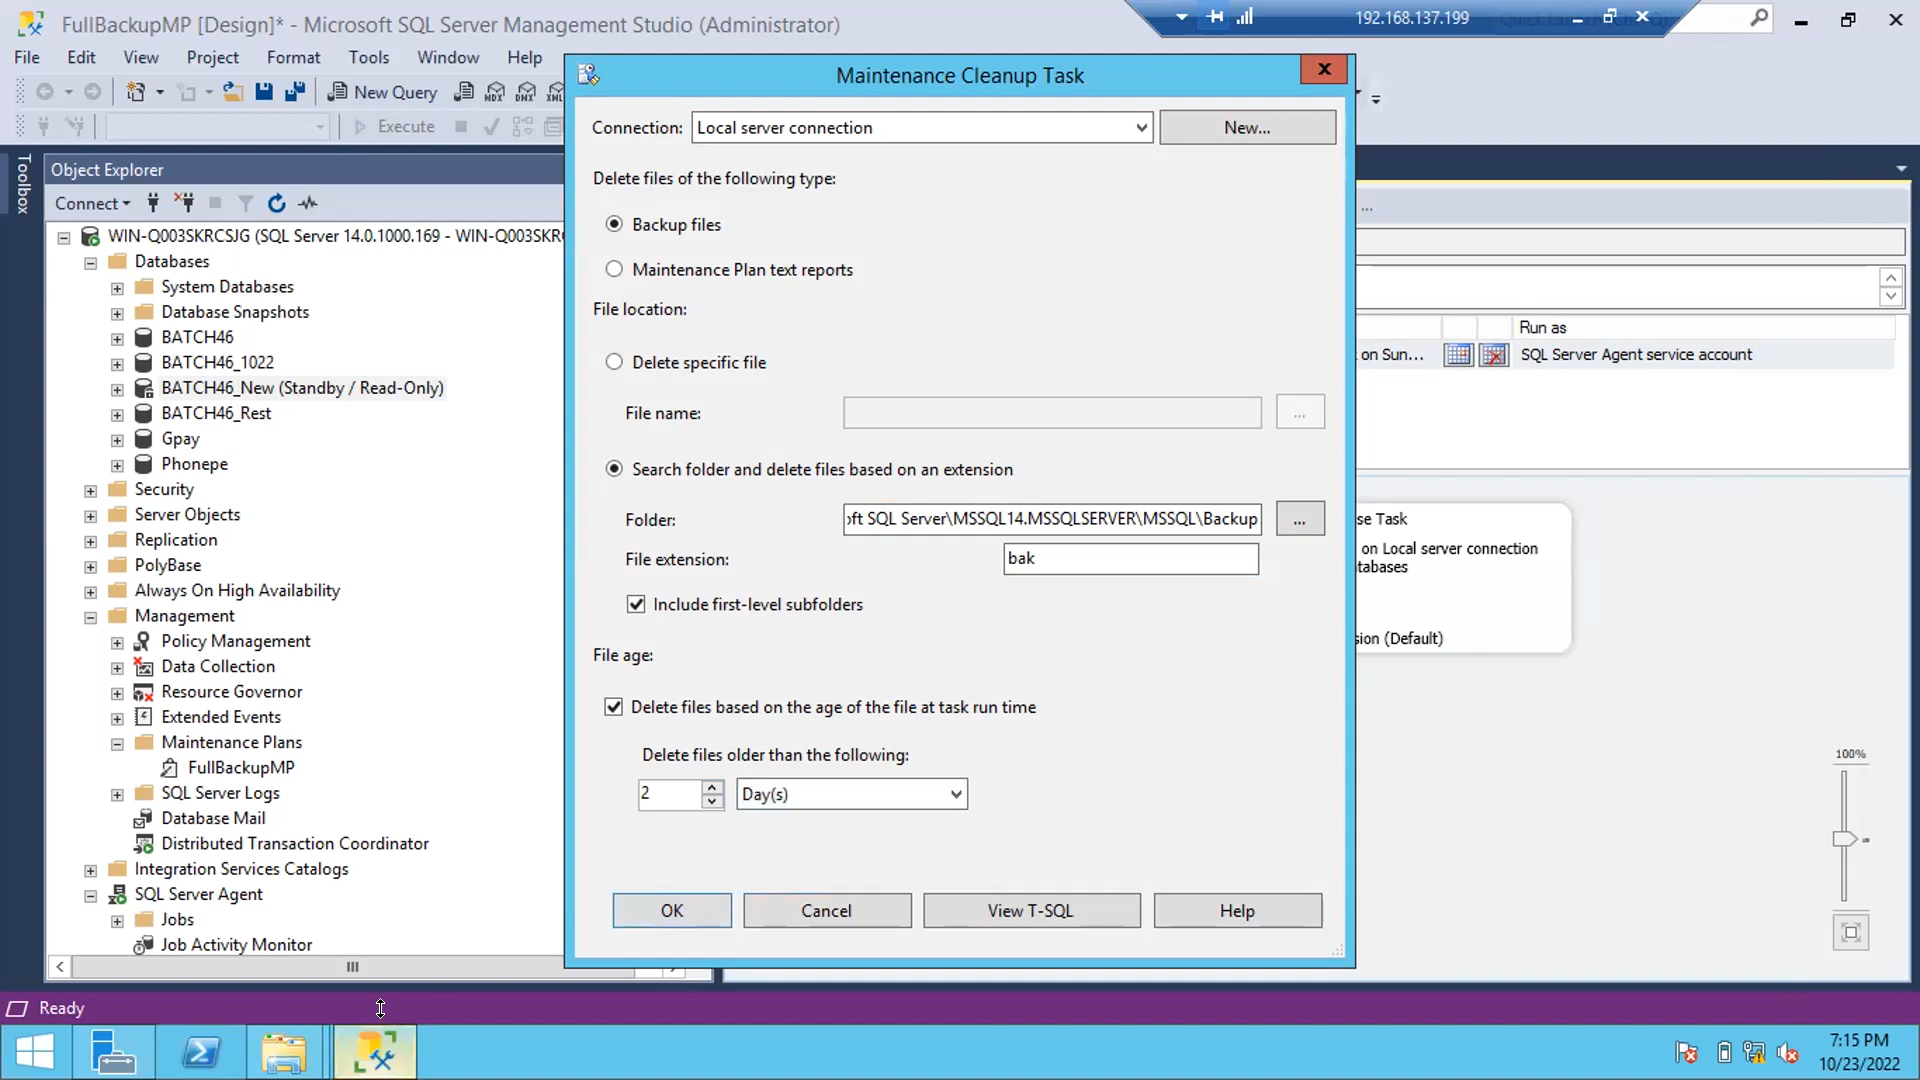 FullBackupMP [Design]* - Microsoft SQL Server Management Studio (Administrator)
192.168.137.199
File Edit View Project Format Tools Window Help
New Query
Execute
Toolbox
Object Explorer
Connect
WIN-Q003SKRCSJG (SQL Server 14.0.1000.169 - WIN-Q003SKR
Databases
System Databases
Database Snapshots
BATCH46
BATCH46_1022
BATCH46_New (Standby / Read-Only)
BATCH46_Rest
Gpay
Phonepe
Security
Server Objects
Replication
PolyBase
Always On High Availability
Management
Policy Management
Data Collection
Resource Governor
Extended Events
Maintenance Plans
FullBackupMP
SQL Server Logs
Database Mail
Distributed Transaction Coordinator
Integration Services Catalogs
SQL Server Agent
Jobs
Job Activity Monitor
Maintenance Cleanup Task
Connection: Local server connection New...
Delete files of the following type:
Backup files
Maintenance Plan text reports
File location:
Delete specific file
File name: ...
Search folder and delete files based on an extension
Folder: oft SQL Server\MSSQL14.MSSQLSERVER\MSSQL\Backup ...
File extension: bak
Include first-level subfolders
File age:
Delete files based on the age of the file at task run time
Delete files older than the following:
2 Day(s)
OK Cancel View T-SQL Help
...
Run as
on Sun... SQL Server Agent service account
se Task
on Local server connection
tabases
sion (Default)
100%
Ready
7:15 PM
10/23/2022